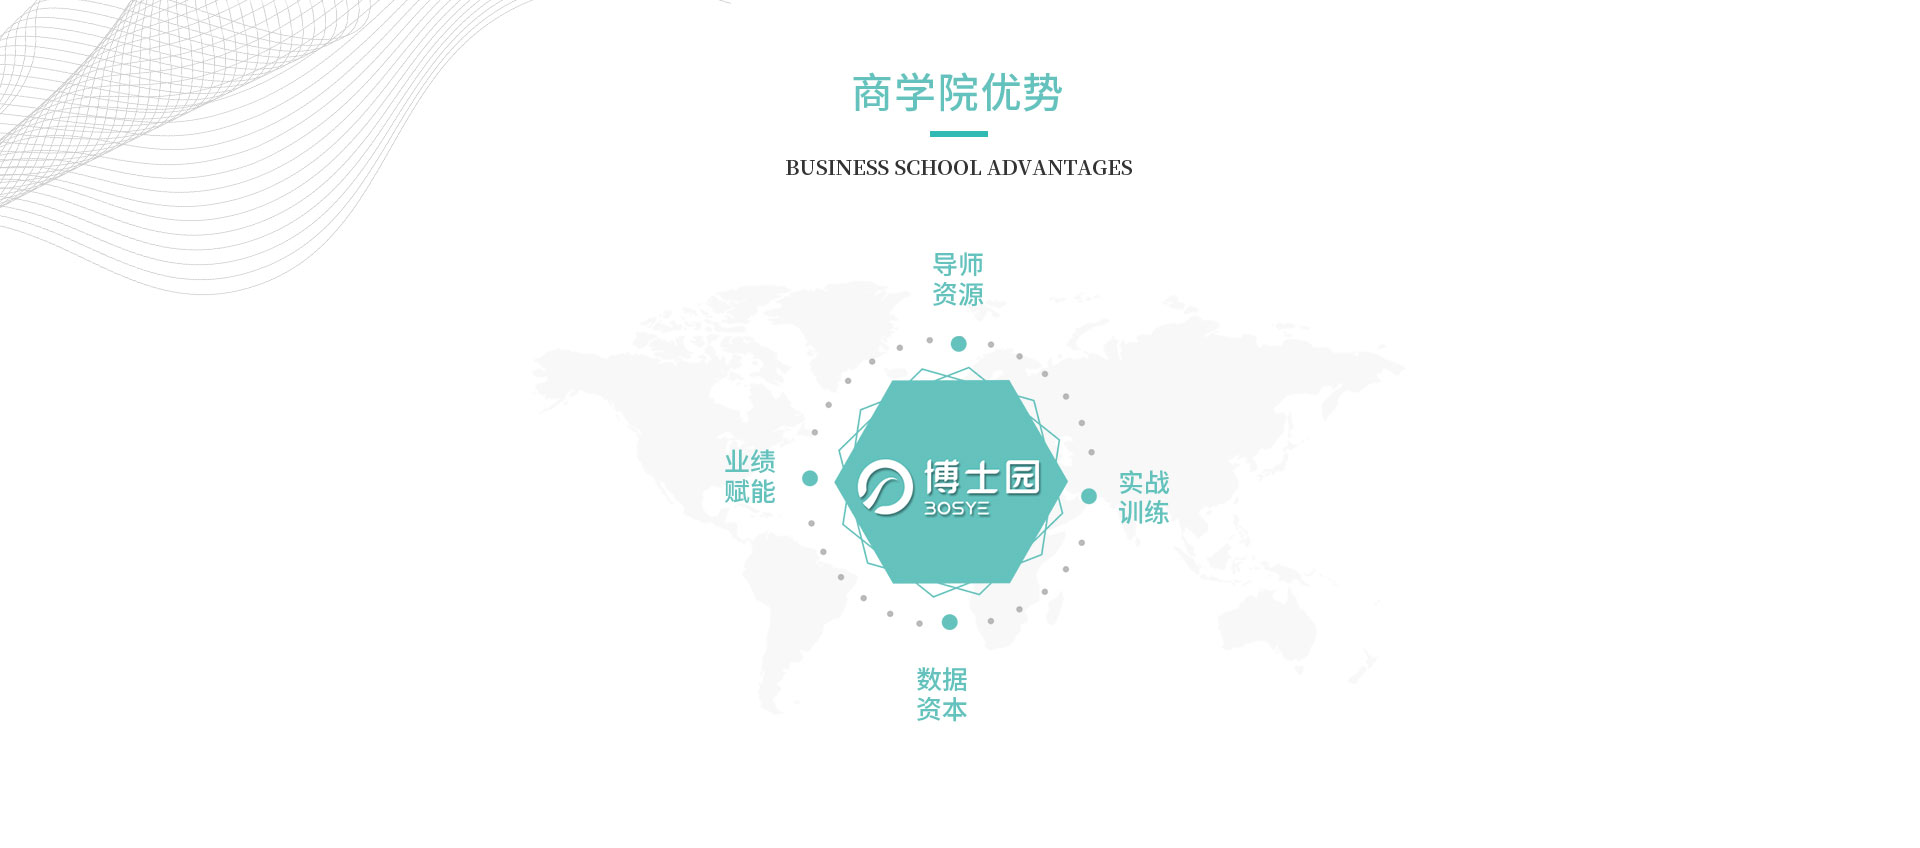 商学院优势
BUSINESS SCHOOL ADVANTAGES
导师
资源
业绩
赋能
博士园
BOSYE
实战
训练
数据
资本